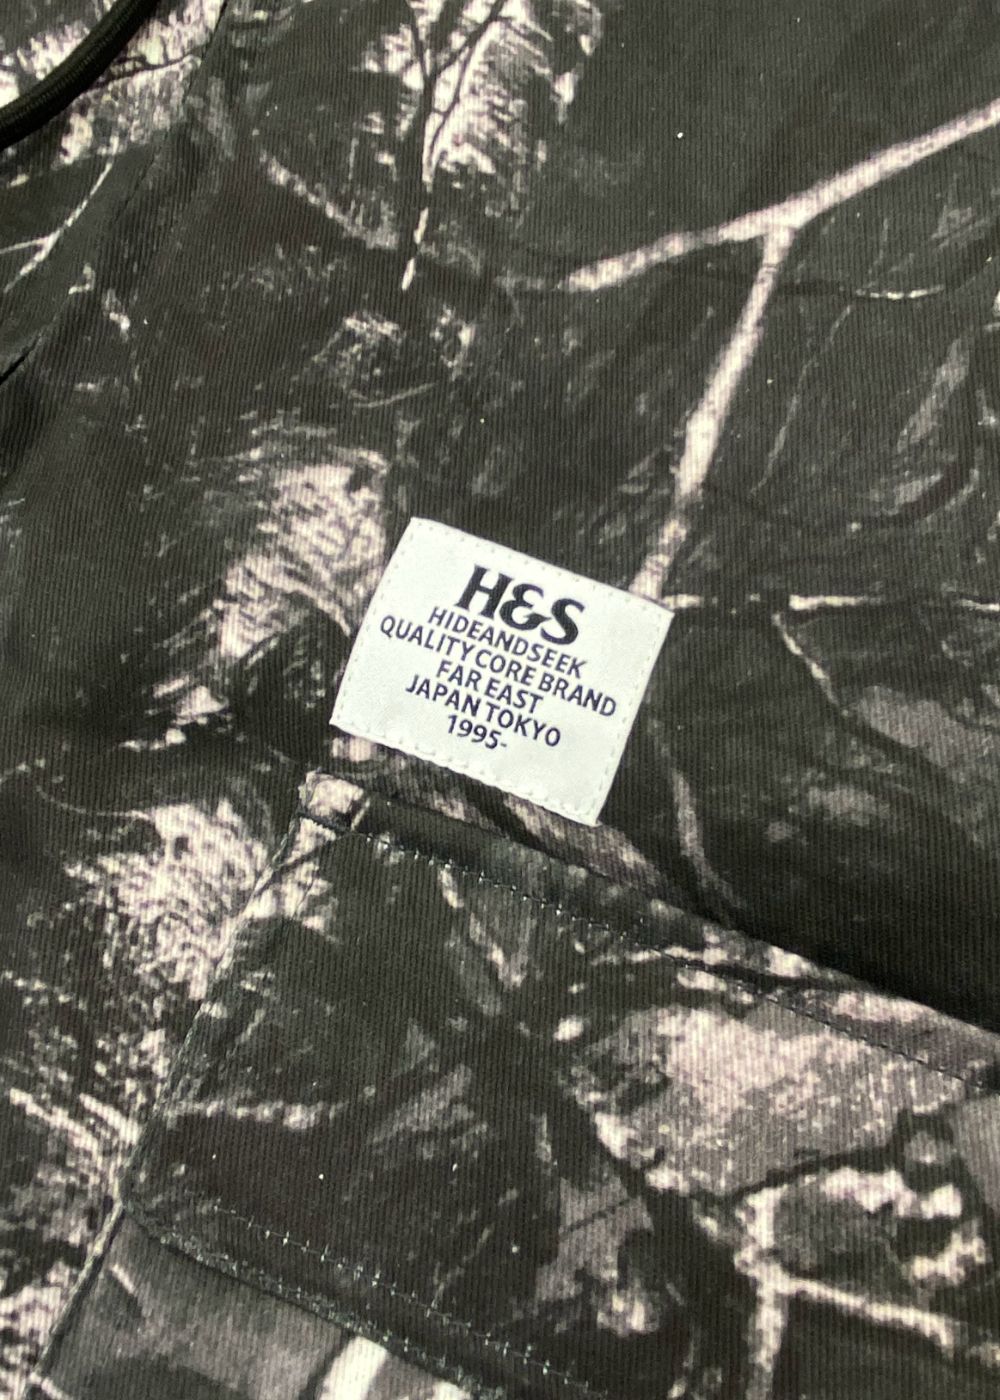 H&S
HIDEANDSEEK
QUALITY CORE BRAND
FAR EAST
JAPAN TOKYO
1995-